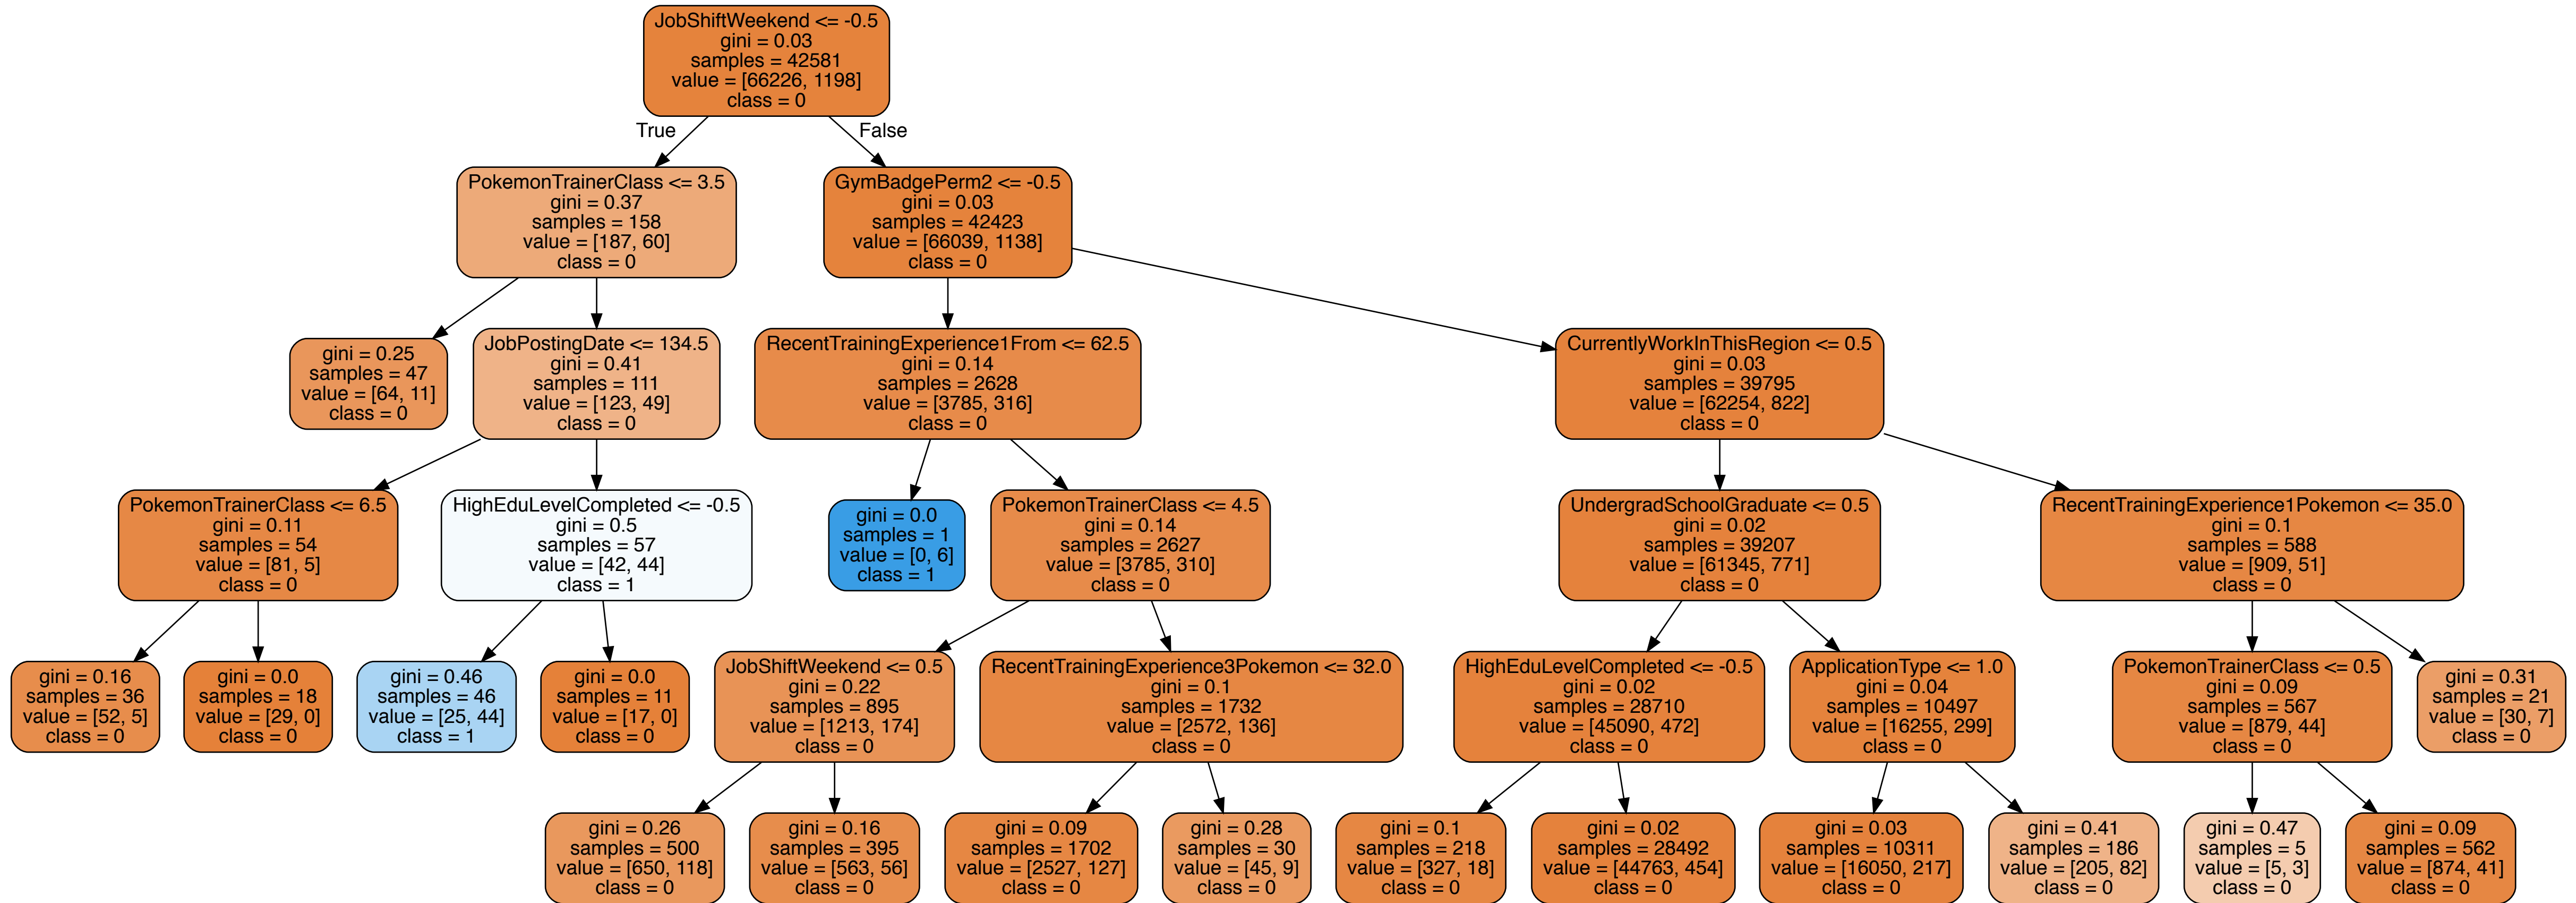 JobShiftWeekend <= -0.5
gini = 0.03
samples = 42581
value = [66226, 1198]
class = 0
True
False
PokemonTrainerClass <= 3.5
gini = 0.37
samples = 158
value = [187, 60]
class = 0
GymBadgePerm2 <= -0.5
gini = 0.03
samples = 42423
value = [66039, 1138]
class = 0
gini = 0.25
samples = 47
value = [64, 11]
class = 0
JobPostingDate <= 134.5
gini = 0.41
samples = 111
value = [123, 49]
class = 0
RecentTrainingExperience1From <= 62.5
gini = 0.14
samples = 2628
value = [3785, 316]
class = 0
CurrentlyWorkInThisRegion <= 0.5
gini = 0.03
samples = 39795
value = [62254, 822]
class = 0
PokemonTrainerClass <= 6.5
gini = 0.11
samples = 54
value = [81, 5]
class = 0
HighEduLevelCompleted <= -0.5
gini = 0.5
samples = 57
value = [42, 44]
class = 1
gini = 0.0
samples = 1
value = [0, 6]
class = 1
PokemonTrainerClass <= 4.5
gini = 0.14
samples = 2627
value = [3785, 310]
class = 0
UndergradSchoolGraduate <= 0.5
gini = 0.02
samples = 39207
value = [61345, 771]
class = 0
RecentTrainingExperience1Pokemon <= 35.0
gini = 0.1
samples = 588
value = [909, 51]
class = 0
gini = 0.16
samples = 36
value = [52, 5]
class = 0
gini = 0.0
samples = 18
value = [29, 0]
class = 0
gini = 0.46
samples = 46
value = [25, 44]
class = 1
gini = 0.0
samples = 11
value = [17, 0]
class = 0
JobShiftWeekend <= 0.5
gini = 0.22
samples = 895
value = [1213, 174]
class = 0
RecentTrainingExperience3Pokemon <= 32.0
gini = 0.1
samples = 1732
value = [2572, 136]
class = 0
HighEduLevelCompleted <= -0.5
gini = 0.02
samples = 28710
value = [45090, 472]
class = 0
ApplicationType <= 1.0
gini = 0.04
samples = 10497
value = [16255, 299]
class = 0
PokemonTrainerClass <= 0.5
gini = 0.09
samples = 567
value = [879, 44]
class = 0
gini = 0.31
samples = 21
value = [30, 7]
class = 0
gini = 0.26
samples = 500
value = [650, 118]
class = 0
gini = 0.16
samples = 395
value = [563, 56]
class = 0
gini = 0.09
samples = 1702
value = [2527, 127]
class = 0
gini = 0.28
samples = 30
value = [45, 9]
class = 0
gini = 0.1
samples = 218
value = [327, 18]
class = 0
gini = 0.02
samples = 28492
value = [44763, 454]
class = 0
gini = 0.03
samples = 10311
value = [16050, 217]
class = 0
gini = 0.41
samples = 186
value = [205, 82]
class = 0
gini = 0.47
samples = 5
value = [5, 3]
class = 0
gini = 0.09
samples = 562
value = [874, 41]
class = 0